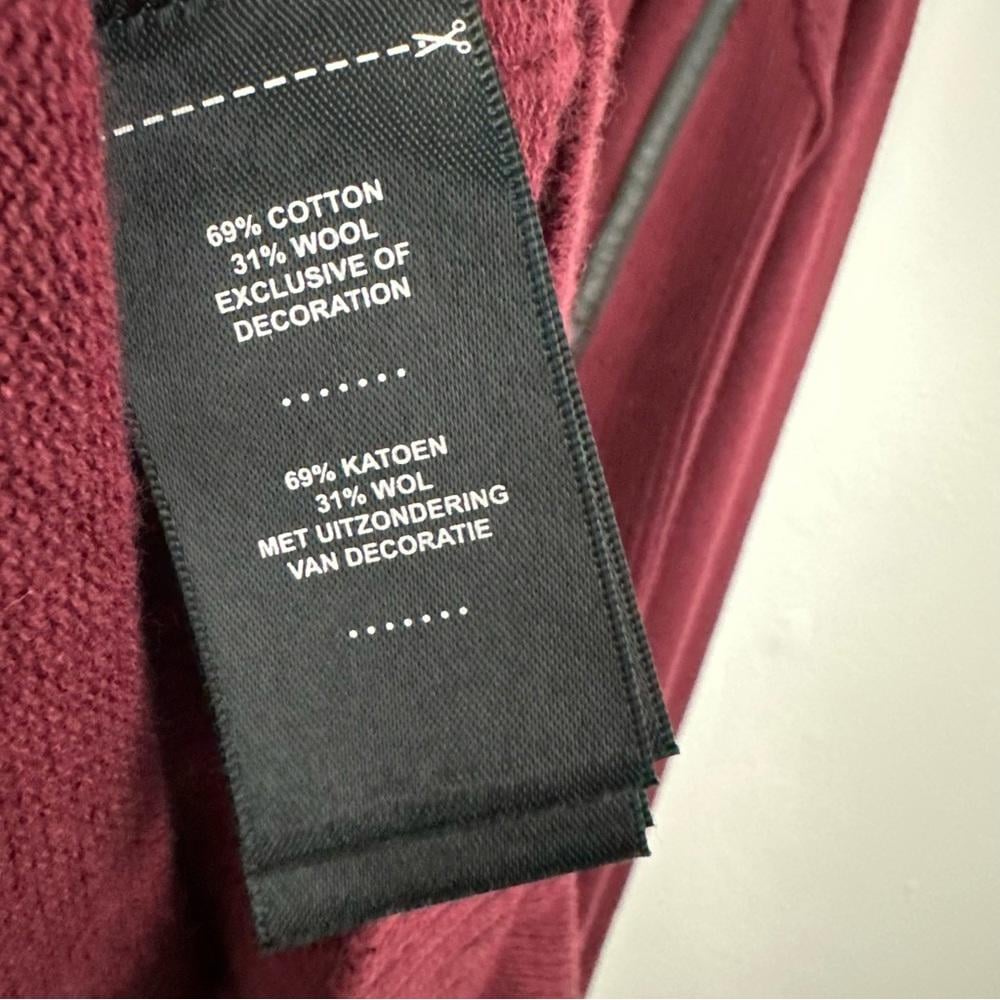 69% COTTON
31% WOOL
EXCLUSIVE OF
DECORATION
.......
69% KATOEN
31% WOL
MET UITZONDERING
VAN DECORATIE
.......